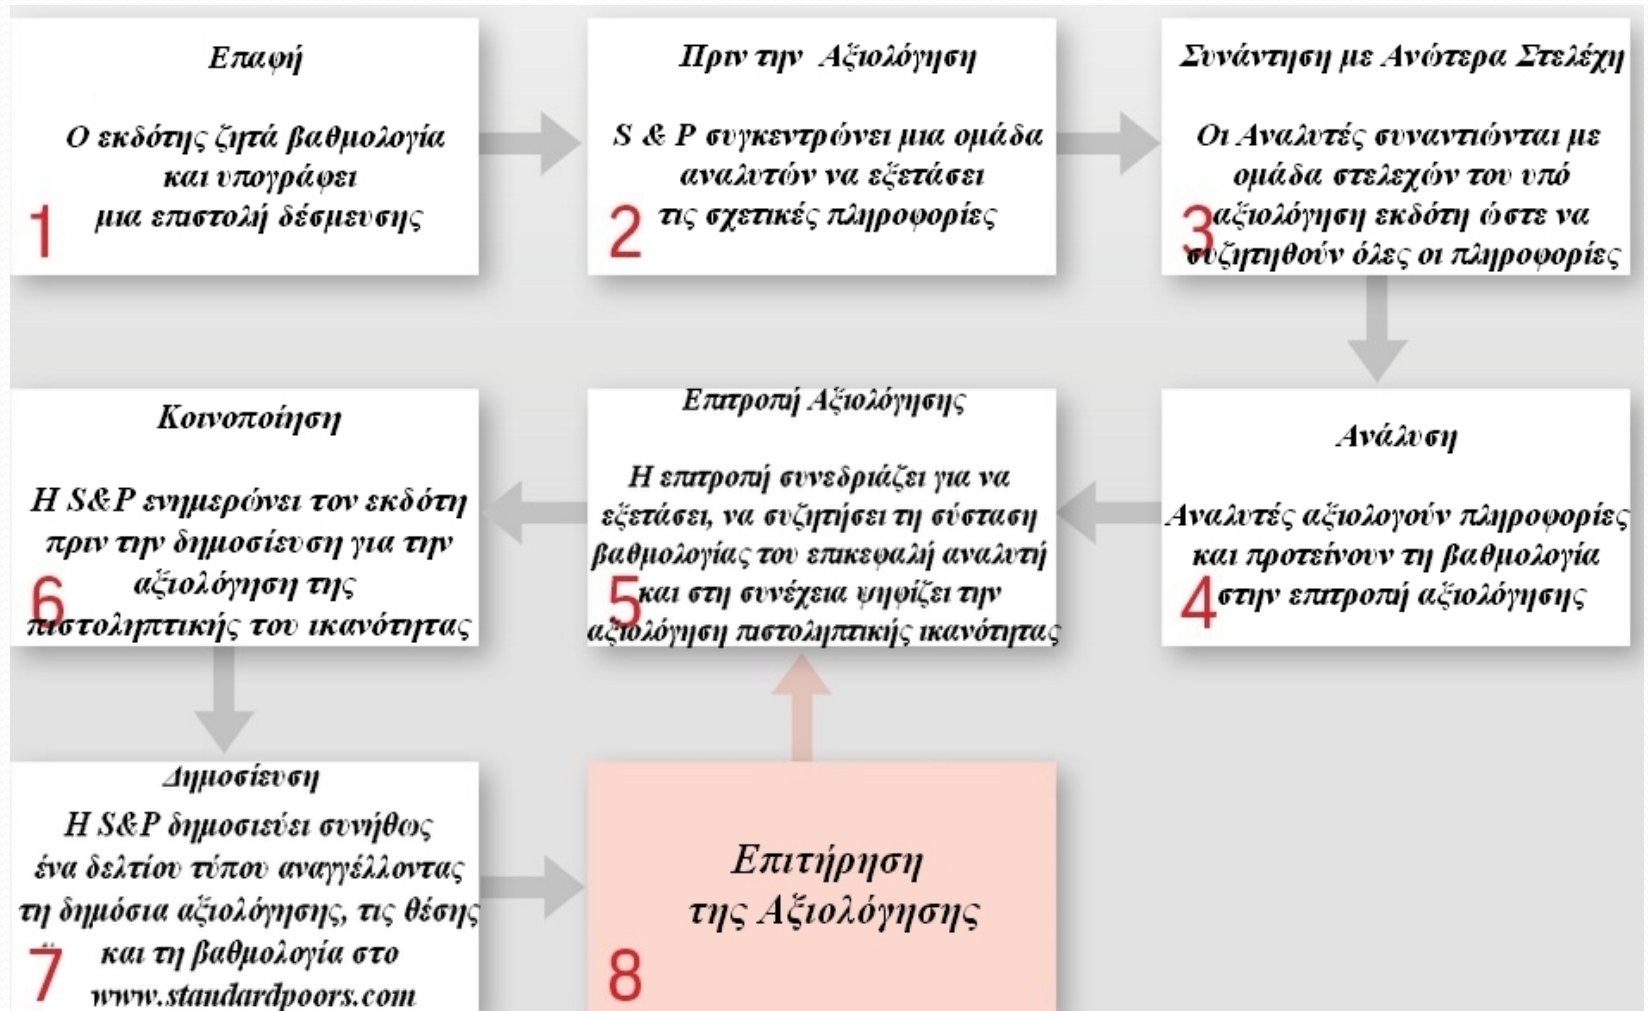 Επαφή
Ο εκδότης ζητά βαθμολογία
και υπογράφει
μια επιστολή δέσμευσης
1
Πριν την Αξιολόγηση
S & P συγκεντρώνει μια ομάδα
αναλυτών να εξετάσει
τις σχετικές πληροφορίες
2
Συνάντηση με Ανώτερα Στελέχη
Οι Αναλυτές συναντιώνται με
ομάδα στελεχών του υπό
αξιολόγηση εκδότη ώστε να
συζητηθούν όλες οι πληροφορίες
3
Ανάλυση
Αναλυτές αξιολογούν πληροφορίες
και προτείνουν τη βαθμολογία
στην επιτροπή αξιολόγησης
4
Επιτροπή Αξιολόγησης
Η επιτροπή συνεδριάζει για να
εξετάσει, να συζητήσει τη σύσταση
βαθμολογίας του επικεφαλή αναλυτή
και στη συνέχεια ψηφίζει την
αξιολόγηση πιστοληπτικής ικανότητας
5
Κοινοποίηση
Η S&P ενημερώνει τον εκδότη
πριν την δημοσίευση για την
αξιολόγηση της
πιστοληπτικής του ικανότητας
6
Δημοσίευση
Η S&P δημοσιεύει συνήθως
ένα δελτίου τύπου αναγγέλλοντας
τη δημόσια αξιολόγησης, τις θέσης
και τη βαθμολογία στο
www.standardpoors.com
7
Επιτήρηση
της Αξιολόγησης
8